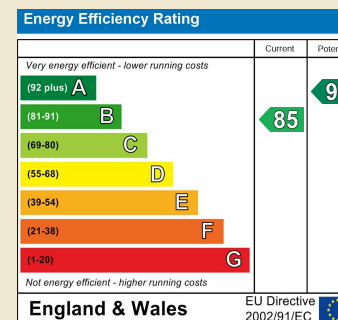 Energy Efficiency Rating
Current
Very energy efficient - lower running costs
(92 plus) A
(81-91) B
85
(69-80) C
(55-68) D
(39-54) E
(21-38) F
(1-20) G
Not energy efficient - higher running costs
England & Wales
EU Directive
2002/91/EC